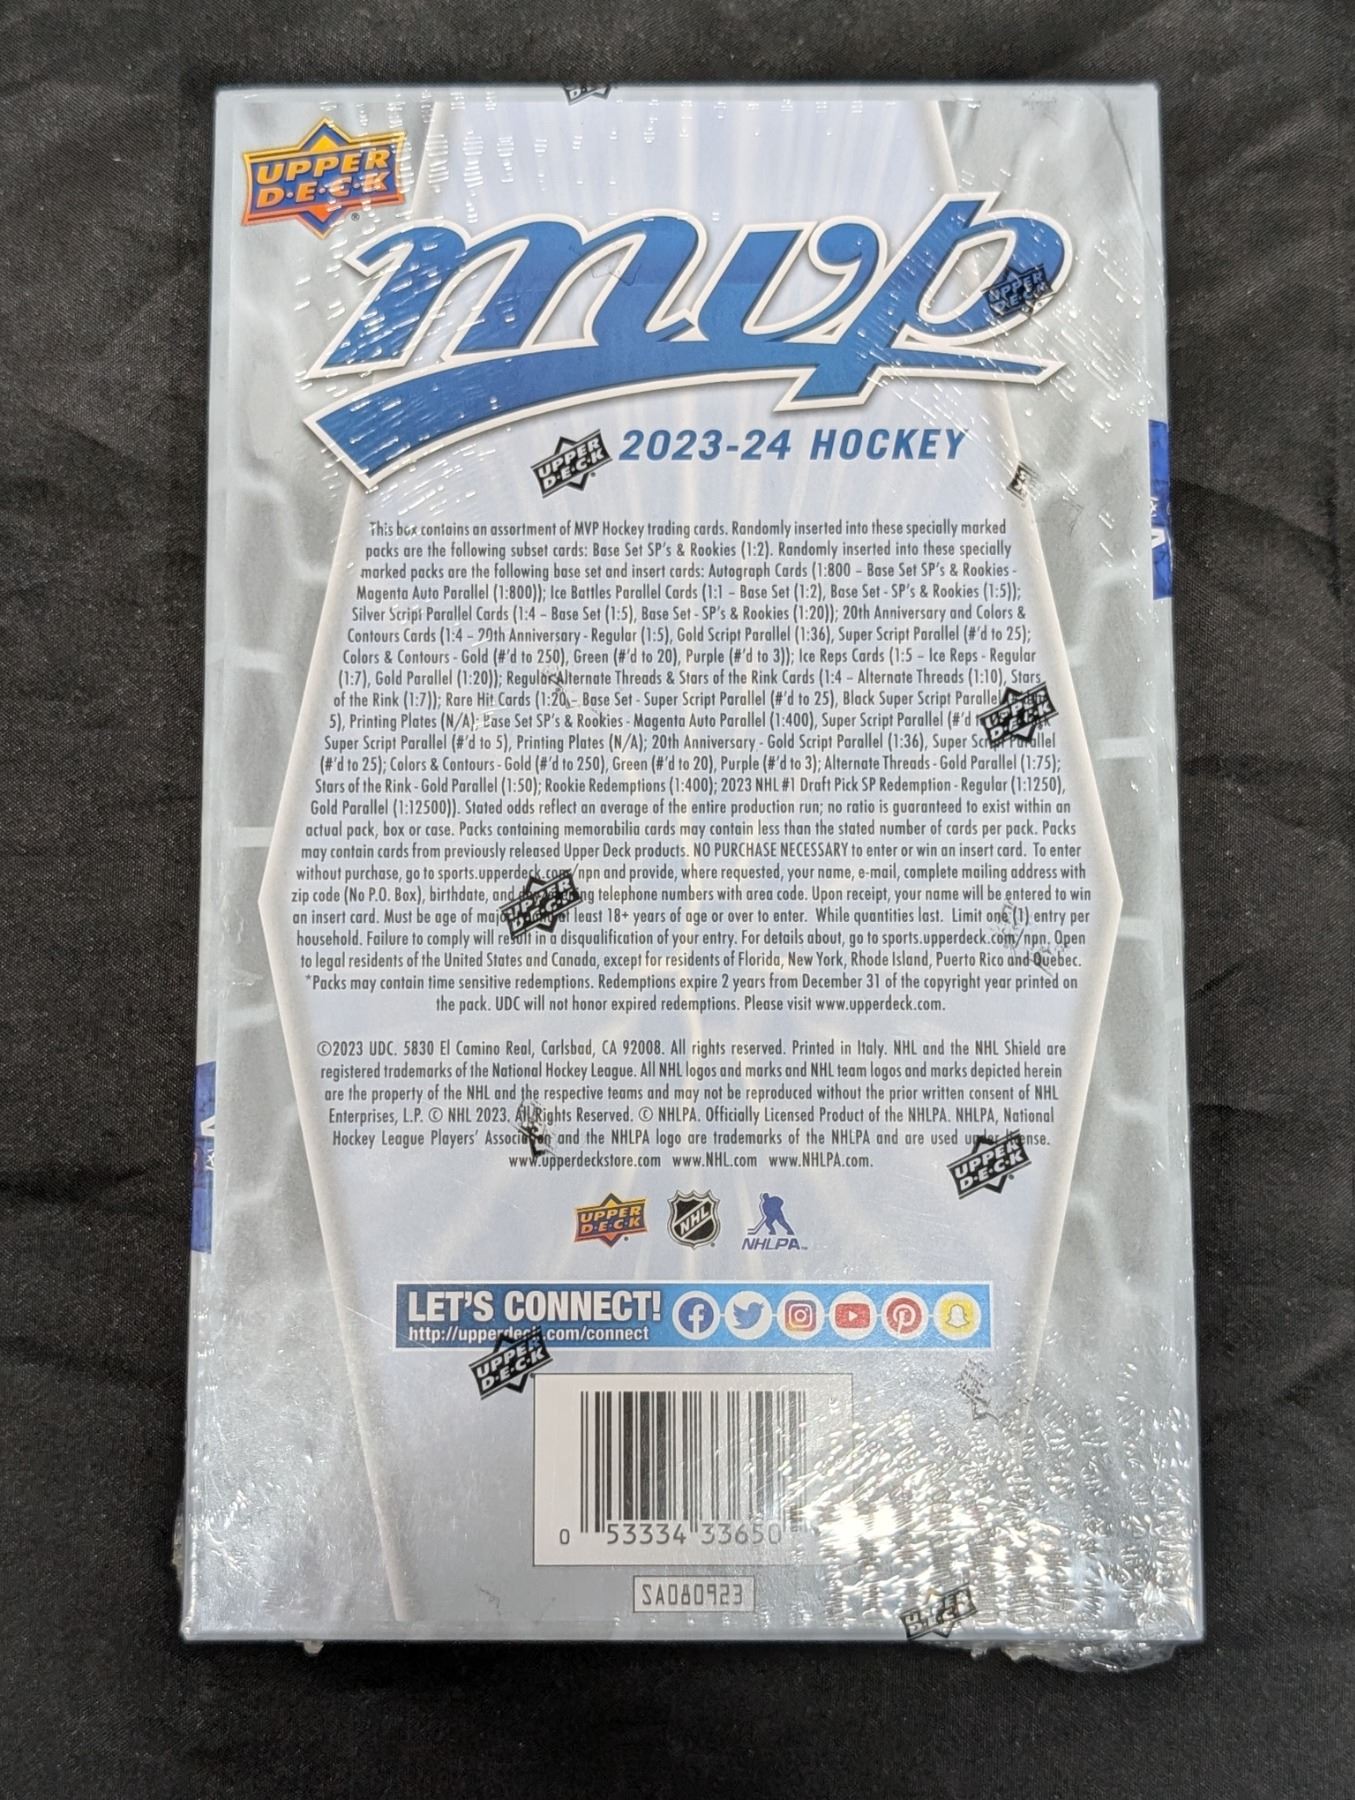 UPPER
D·E·C·K
®
mvp
2023-24 HOCKEY
This box contains an assortment of MVP Hockey trading cards. Randomly inserted into these specially marked
packs are the following subset cards: Base Set SP's & Rookies (1:2). Randomly inserted into these specially
marked packs are the following base set and insert cards: Autograph Cards (1:800 – Base Set SP's & Rookies -
Magenta Auto Parallel (1:800)); Ice Battles Parallel Cards (1:1 – Base Set (1:2), Base Set - SP's & Rookies (1:5));
Silver Script Parallel Cards (1:4 – Base Set (1:5), Base Set - SP's & Rookies (1:20)); 20th Anniversary and Colors &
Contours Cards (1:4 – 20th Anniversary - Regular (1:5), Gold Script Parallel (1:36), Super Script Parallel (#'d to 25);
Colors & Contours - Gold (#'d to 250), Green (#'d to 20), Purple (#'d to 3)); Ice Reps Cards (1:5 – Ice Reps - Regular
(1:7), Gold Parallel (1:20)); Regular Alternate Threads & Stars of the Rink Cards (1:4 – Alternate Threads (1:10), Stars
of the Rink (1:7)); Rare Hit Cards (1:20 – Base Set - Super Script Parallel (#'d to 25), Black Super Script Parallel
5), Printing Plates (N/A); Base Set SP's & Rookies - Magenta Auto Parallel (1:400), Super Script Parallel (#'d
Super Script Parallel (#'d to 5), Printing Plates (N/A); 20th Anniversary - Gold Script Parallel (1:36), Super Script Parallel
(#'d to 25); Colors & Contours - Gold (#'d to 250), Green (#'d to 20), Purple (#'d to 3); Alternate Threads - Gold Parallel (1:75);
Stars of the Rink - Gold Parallel (1:50); Rookie Redemptions (1:400); 2023 NHL #1 Draft Pick SP Redemption - Regular (1:1250),
Gold Parallel (1:12500)). Stated odds reflect an average of the entire production run; no ratio is guaranteed to exist within an
actual pack, box or case. Packs containing memorabilia cards may contain less than the stated number of cards per pack. Packs
may contain cards from previously released Upper Deck products. NO PURCHASE NECESSARY to enter or win an insert card. To enter
without purchase, go to sports.upperdeck.com/npn and provide, where requested, your name, e-mail, complete mailing address with
zip code (No P.O. Box), birthdate, and telephone numbers with area code. Upon receipt, your name will be entered to win
an insert card. Must be age of least 18+ years of age or over to enter. While quantities last. Limit one (1) entry per
household. Failure to comply will result in a disqualification of your entry. For details about, go to sports.upperdeck.com/npn. Open
to legal residents of the United States and Canada, except for residents of Florida, New York, Rhode Island, Puerto Rico and Quebec.
*Packs may contain time sensitive redemptions. Redemptions expire 2 years from December 31 of the copyright year printed on
the pack. UDC will not honor expired redemptions. Please visit www.upperdeck.com.
©2023 UDC. 5830 El Camino Real, Carlsbad, CA 92008. All rights reserved. Printed in Italy. NHL and the NHL Shield are
registered trademarks of the National Hockey League. All NHL logos and marks and NHL team logos and marks depicted herein
are the property of the NHL and the respective teams and may not be reproduced without the prior written consent of NHL
Enterprises, L.P. © NHL 2023. All Rights Reserved. © NHLPA. Officially Licensed Product of the NHLPA. NHLPA, National
Hockey League Players' Association and the NHLPA logo are trademarks of the NHLPA and are used under license.
www.upperdeckstore.com www.NHL.com www.NHLPA.com.
UPPER D·E·C·K NHL NHLPA
LET'S CONNECT!
http://upperdeck.com/connect
0 53334 33650
SA080923